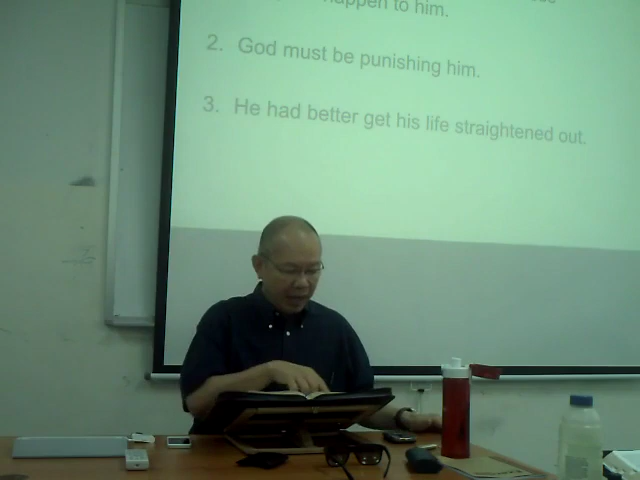 happen to him.
2. God must be punishing him.
3. He had better get his life straightened out.